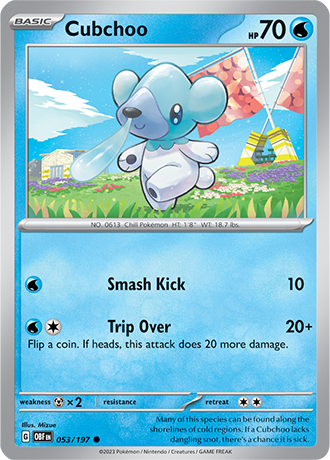 BASIC
Cubchoo
HP 70
NO. 0613 Chill Pokémon HT: 1'8" WT: 18.7 lbs.
Smash Kick 10
Trip Over 20+
Flip a coin. If heads, this attack does 20 more damage.
weakness ×2 resistance retreat
Illus. Mizue
G OBF EN 053/197
Many of this species can be found along the
shorelines of cold regions. If a Cubchoo lacks
dangling snot, there's a chance it is sick.
©2023 Pokémon / Nintendo / Creatures / GAME FREAK